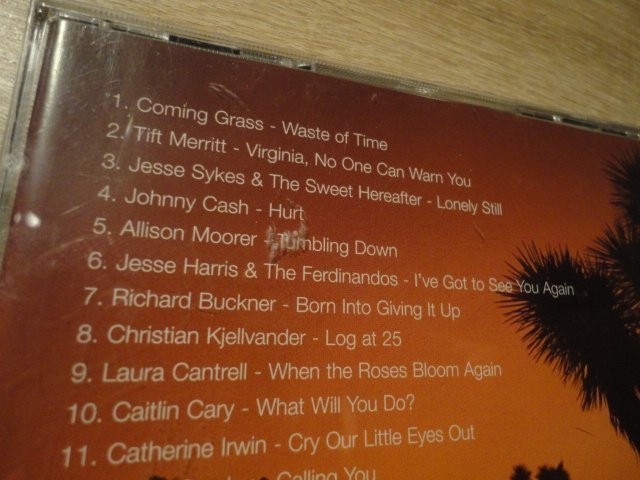 1. Coming Grass - Waste of Time
2. Tift Merritt - Virginia, No One Can Warn You
3. Jesse Sykes & The Sweet Hereafter - Lonely Still
4. Johnny Cash - Hurt
5. Allison Moorer - Tumbling Down
6. Jesse Harris & The Ferdinandos - I've Got to See You Again
7. Richard Buckner - Born Into Giving It Up
8. Christian Kjellvander - Log at 25
9. Laura Cantrell - When the Roses Bloom Again
10. Caitlin Cary - What Will You Do?
11. Catherine Irwin - Cry Our Little Eyes Out
Calling You